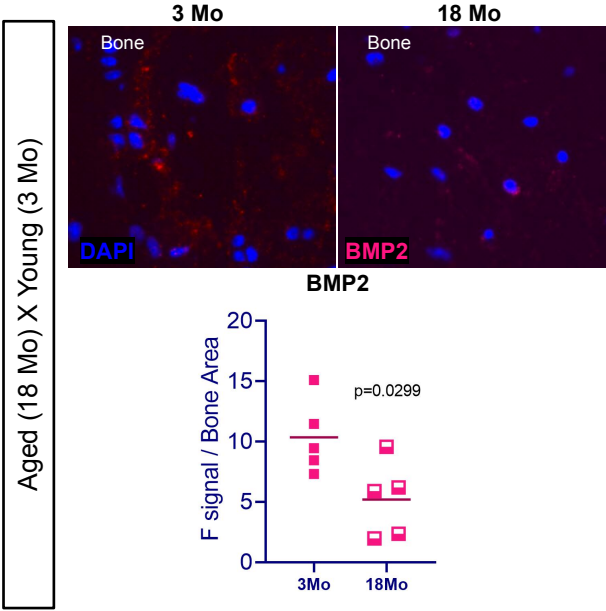 3 Mo
18 Mo
Bone
Bone
Aged (18 Mo) X Young (3 Mo)
DAPI
BMP2
BMP2
20
15
10
5
0
F signal / Bone Area
p=0.0299
3Mo
18Mo